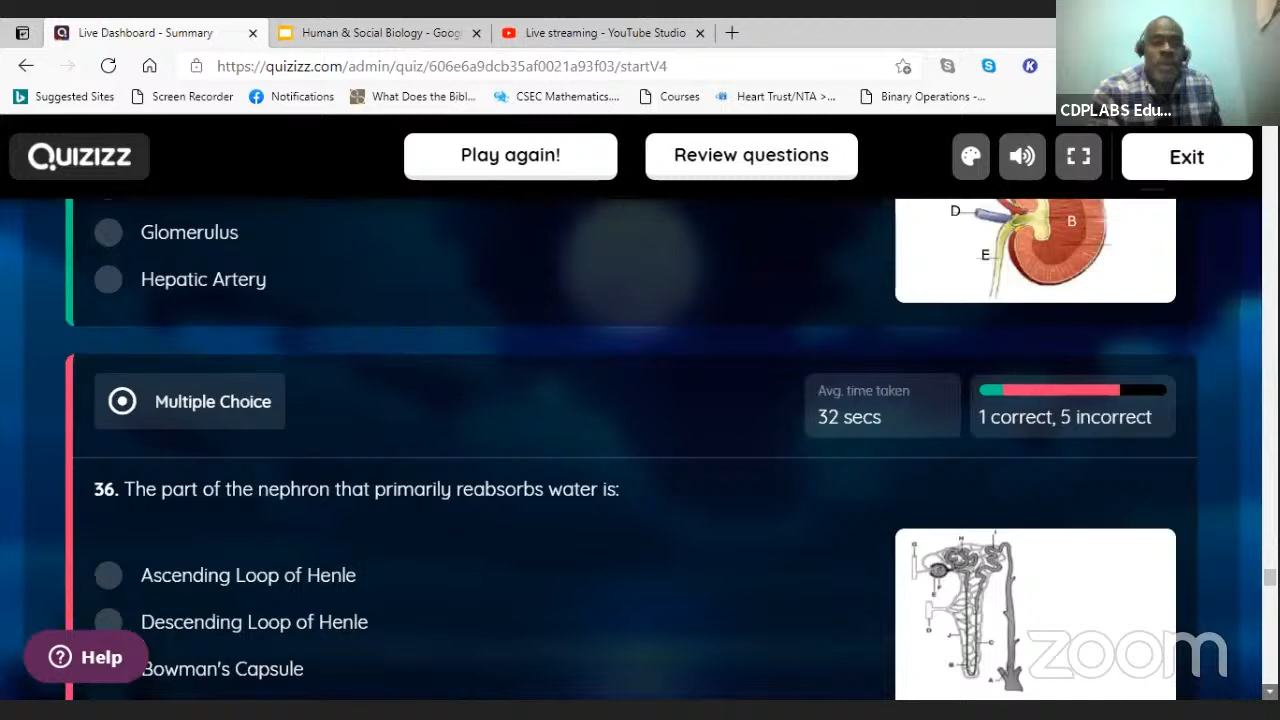 Live Dashboard - Summary
Human & Social Biology - Goog
Live streaming - YouTube Studio
https://quizizz.com/admin/quiz/606e6a9dcb35af0021a93f03/startV4
Suggested Sites
Screen Recorder
Notifications
What Does the Bibl...
CSEC Mathematics....
Courses
Heart Trust/NTA >...
Binary Operations -...
CDPLABS Edu...
Quizizz
Play again!
Review questions
Exit
Glomerulus
Hepatic Artery
D
B
E
Multiple Choice
Avg. time taken
32 secs
1 correct, 5 incorrect
36. The part of the nephron that primarily reabsorbs water is:
Ascending Loop of Henle
Descending Loop of Henle
Bowman's Capsule
Help
zoom